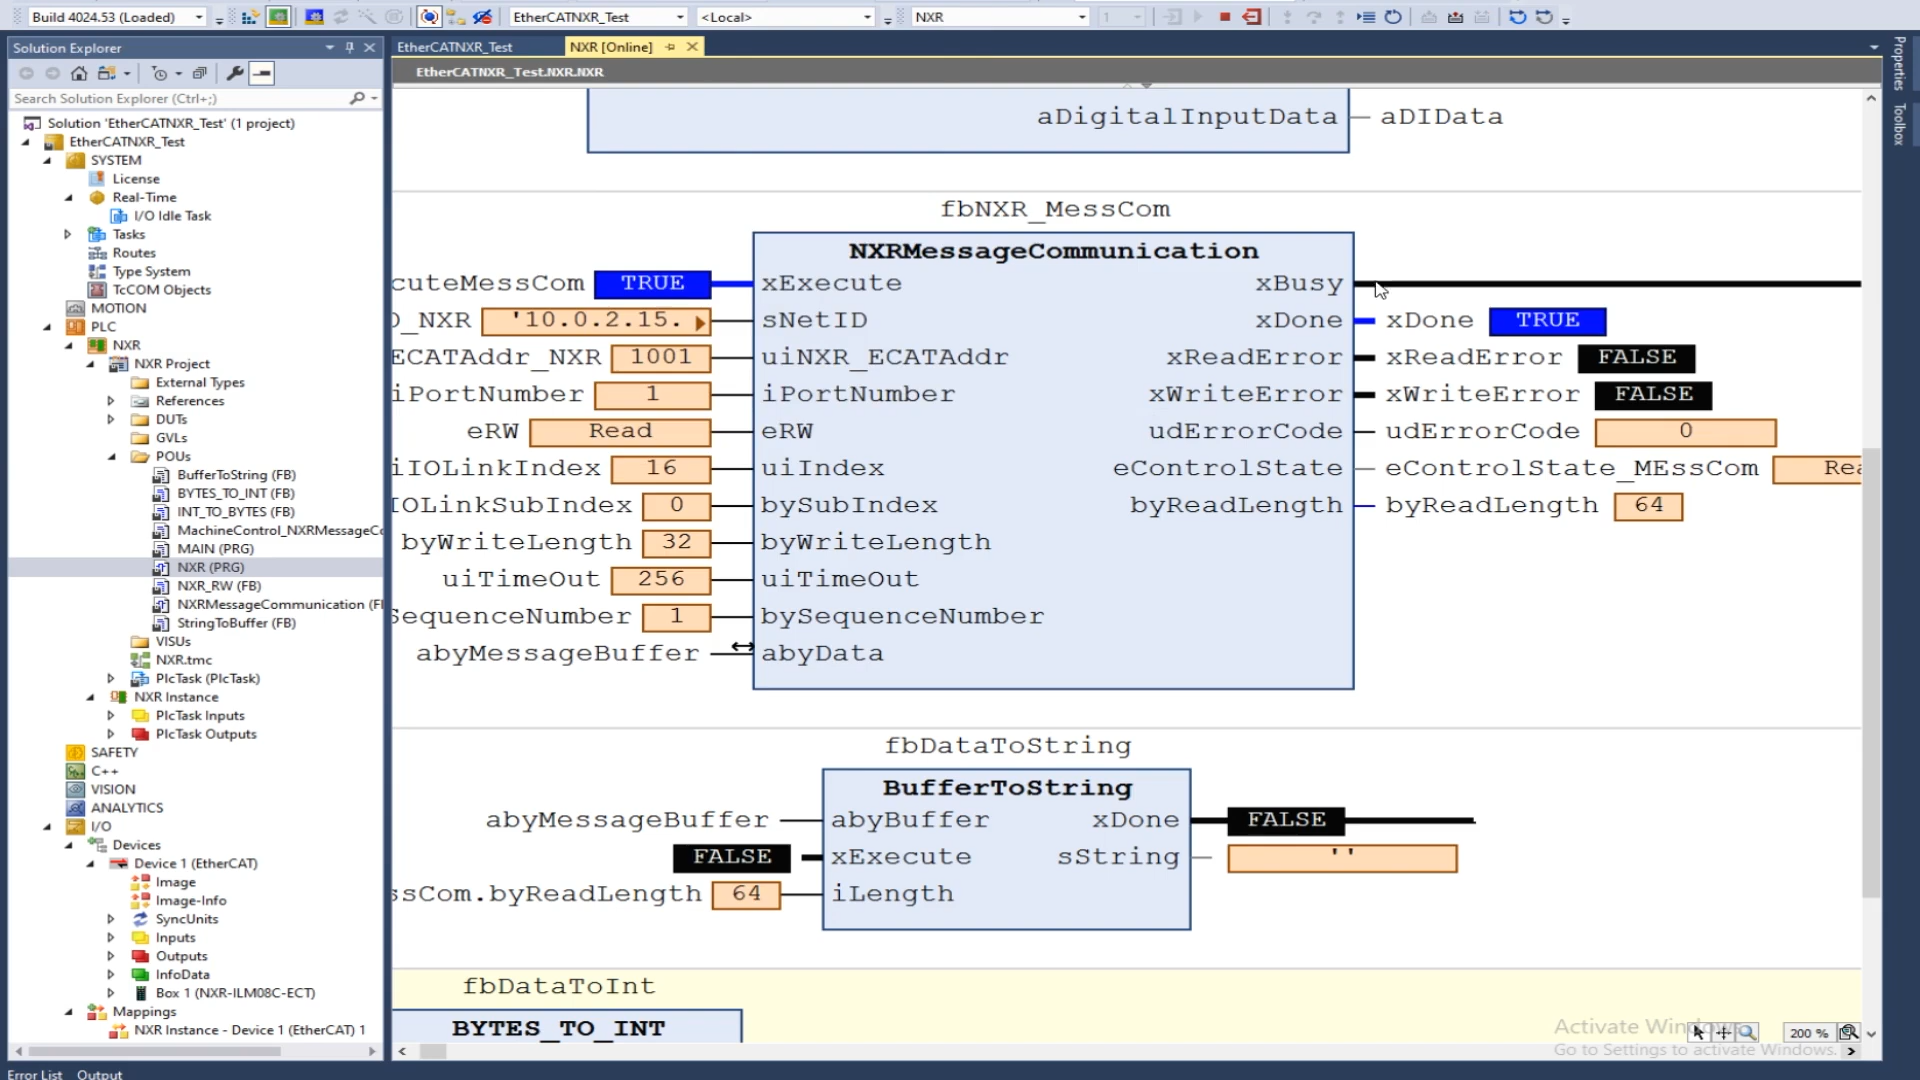 Build 4024.53 (Loaded)
EtherCATNXR_Test
<Local>
NXR
1
Solution Explorer
EtherCATNXR_Test
NXR [Online]
EtherCATNXR_Test.NXR.NXR
Properties
Toolbox
Search Solution Explorer (Ctrl+;)
Solution 'EtherCATNXR_Test' (1 project)
EtherCATNXR_Test
SYSTEM
License
Real-Time
I/O Idle Task
Tasks
Routes
Type System
TcCOM Objects
MOTION
PLC
NXR
NXR Project
External Types
References
DUTs
GVLs
POUs
BufferToString (FB)
BYTES_TO_INT (FB)
INT_TO_BYTES (FB)
MachineControl_NXRMessageCo
MAIN (PRG)
NXR (PRG)
NXR_RW (FB)
NXRMessageCommunication (FI
StringToBuffer (FB)
VISUs
NXR.tmc
PlcTask (PlcTask)
NXR Instance
PlcTask Inputs
PlcTask Outputs
SAFETY
C++
VISION
ANALYTICS
I/O
Devices
Device 1 (EtherCAT)
Image
Image-Info
SyncUnits
Inputs
Outputs
InfoData
Box 1 (NXR-ILM08C-ECT)
Mappings
NXR Instance - Device 1 (EtherCAT) 1
aDigitalInputData aDIData
fbNXR_MessCom
NXRMessageCommunication
cuteMessCom TRUE xExecute xBusy
D_NXR '10.0.2.15. sNetID xDone xDone TRUE
ECATAddr_NXR 1001 uiNXR_ECATAddr xReadError xReadError FALSE
iPortNumber 1 iPortNumber xWriteError xWriteError FALSE
eRW Read eRW udErrorCode udErrorCode 0
iIOLinkIndex 16 uiIndex eControlState eControlState_MEssCom Rea
IOLinkSubIndex 0 bySubIndex byReadLength byReadLength 64
byWriteLength 32 byWriteLength
uiTimeOut 256 uiTimeOut
SequenceNumber 1 bySequenceNumber
abyMessageBuffer abyData
fbDataToString
BufferToString
abyMessageBuffer abyBuffer xDone FALSE
FALSE xExecute sString ''
ssCom.byReadLength 64 iLength
fbDataToInt
BYTES_TO_INT
Activate Windows
Go to Settings to activate Windows.
200 %
Error List Output